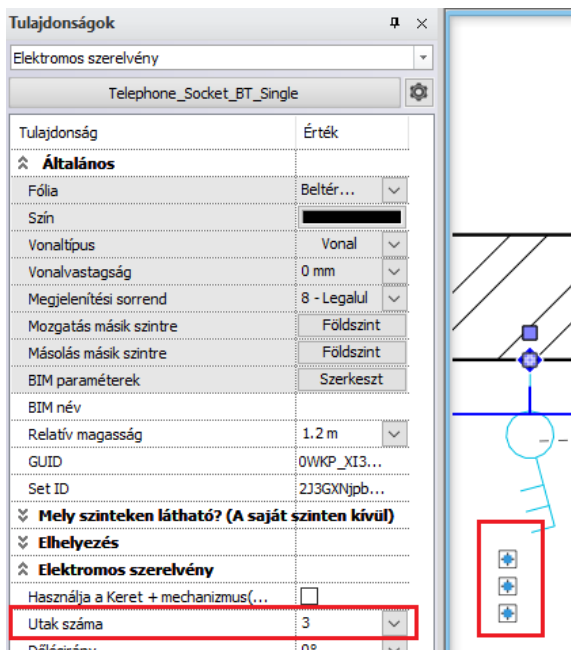 Tulajdonságok
Elektromos szerelvény
Telephone_Socket_BT_Single
Tulajdonság Érték
Általános
Fólia Beltér...
Szín
Vonaltípus Vonal
Vonalvastagság 0 mm
Megjelenítési sorrend 8 - Legalul
Mozgatás másik szintre Földszint
Másolás másik szintre Földszint
BIM paraméterek Szerkeszt
BIM név
Relatív magasság 1.2 m
GUID 0WKP_XI3...
Set ID 2J3GXNjpb...
Mely szinteken látható? (A saját szinten kívül)
Elhelyezés
Elektromos szerelvény
Használja a Keret + mechanizmus(...
Utak száma 3
Dőlésirány 0°